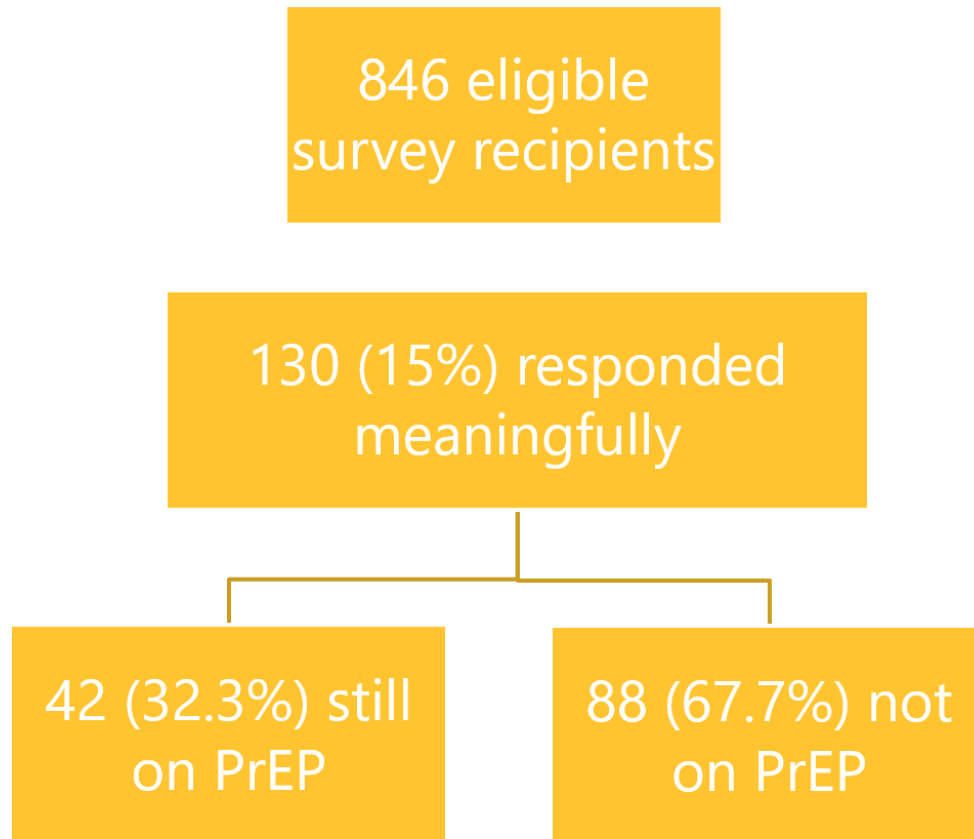 846 eligible
survey recipients
130 (15%) responded
meaningfully
42 (32.3%) still
on PrEP
88 (67.7%) not
on PrEP